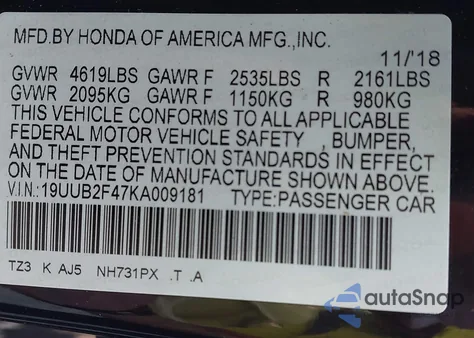 MFD.BY HONDA OF AMERICA MFG.,INC.
11/'18
GVWR 4619LBS GAWR F 2535LBS R 2161LBS
GVWR 2095KG GAWR F 1150KG R 980KG
THIS VEHICLE CONFORMS TO ALL APPLICABLE
FEDERAL MOTOR VEHICLE SAFETY , BUMPER,
AND THEFT PREVENTION STANDARDS IN EFFECT
ON THE DATE OF MANUFACTURE SHOWN ABOVE.
V.I.N.:19UUB2F47KA009181 TYPE:PASSENGER CAR
TZ3 K AJ5 NH731PX .T .A
autoSnap